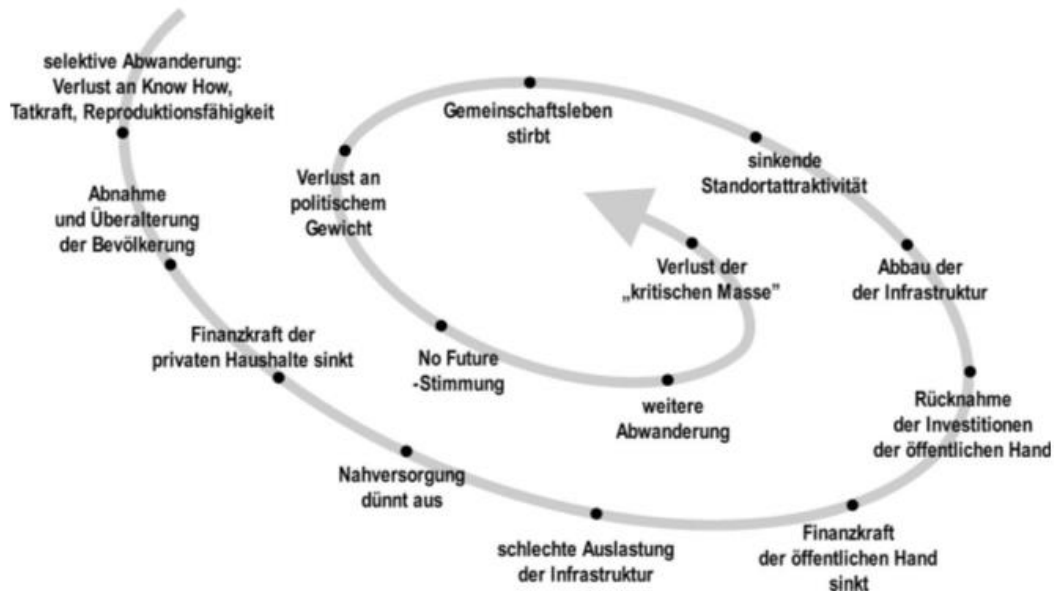 selektive Abwanderung:
Verlust an Know How,
Tatkraft, Reproduktionsfähigkeit
Abnahme
und Überalterung
der Bevölkerung
Finanzkraft der
privaten Haushalte sinkt
Nahversorgung
dünnt aus
schlechte Auslastung
der Infrastruktur
Finanzkraft
der öffentlichen Hand
sinkt
Rücknahme
der Investitionen
der öffentlichen Hand
Abbau der
der Infrastruktur
sinkende
Standortattraktivität
Gemeinschaftsleben
stirbt
Verlust an
politischem
Gewicht
No Future
-Stimmung
weitere
Abwanderung
Verlust der
„kritischen Masse”